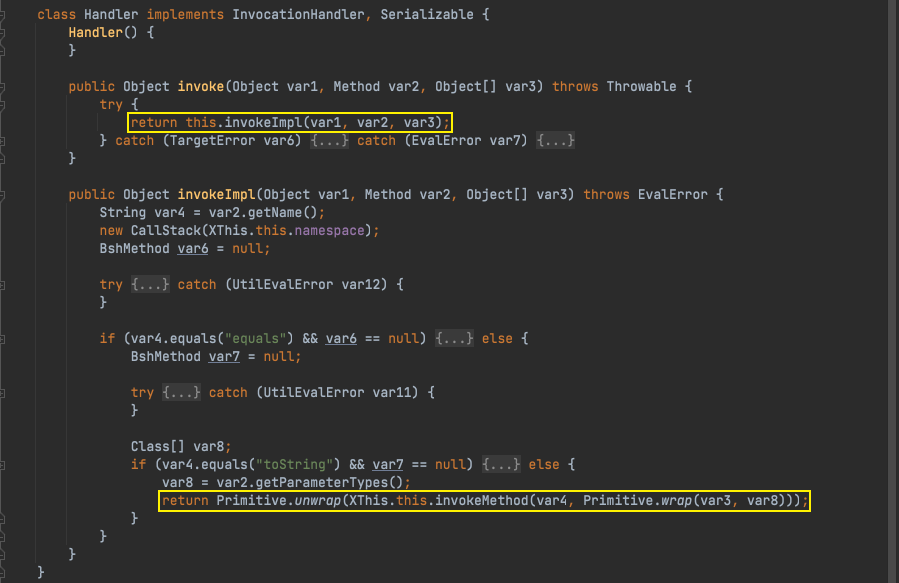 class Handler implements InvocationHandler, Serializable {
Handler() {
}
public Object invoke(Object var1, Method var2, Object[] var3) throws Throwable {
try {
return this.invokeImpl(var1, var2, var3);
} catch (TargetError var6) {...} catch (EvalError var7) {...}
}
public Object invokeImpl(Object var1, Method var2, Object[] var3) throws EvalError {
String var4 = var2.getName();
new CallStack(XThis.this.namespace);
BshMethod var6 = null;
try {...} catch (UtilEvalError var12) {
}
if (var4.equals("equals") && var6 == null) {...} else {
BshMethod var7 = null;
try {...} catch (UtilEvalError var11) {
}
Class[] var8;
if (var4.equals("toString") && var7 == null) {...} else {
var8 = var2.getParameterTypes();
return Primitive.unwrap(XThis.this.invokeMethod(var4, Primitive.wrap(var3, var8)));
}
}
}
}